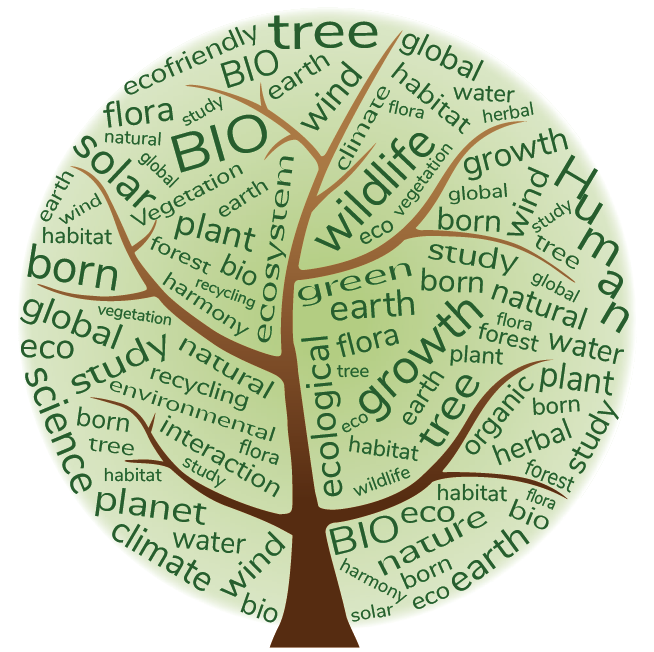 tree
ecofriendly
BIO
earth
wind
global
habitat
water
herbal
climate
flora
flora
study
natural
BIO
solar
global
vegetation
earth
wildlife
vegetation
growth
Human
global
wind
study
born
tree
eco
earth
wind
habitat
plant
ecosystem
forest
bio
recycling
harmony
born
study
green
born
natural
global
earth
flora
forest
water
global
vegetation
eco
study
natural
flora
tree
growth
plant
plant
recycling
environmental
science
ecological
eco
earth
tree
organic
born
study
born
interaction
flora
tree
study
habitat
habitat
wildlife
herbal
forest
flora
habitat
planet
climate
water
wind
bio
BIO
eco
nature
bio
harmony
born
earth
eco
solar